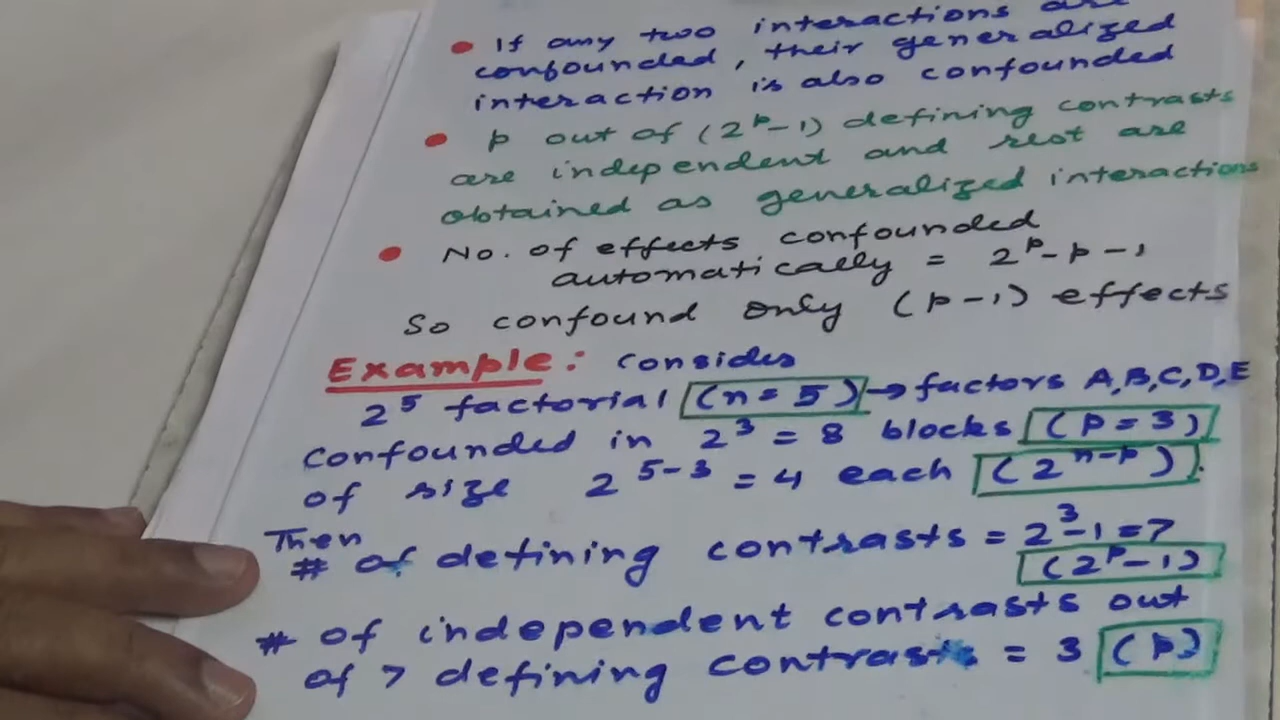 • If any two interactions are
confounded, their generalized
interaction is also confounded
• p out of (2^p-1) defining contrasts
are independent and rest are
obtained as generalized interactions
• No. of effects confounded
automatically = 2^p-p-1
So confound only (p-1) effects
Example: Consider
2^5 factorial (n=5) → factors A,B,C,D,E
confounded in 2^3 = 8 blocks (p=3)
of size 2^5-3 = 4 each (2^n-p).
Then
# of defining contrasts = 2^3-1=7
(2^p-1)
# of independent contrasts out
of 7 defining contrasts = 3 (p)